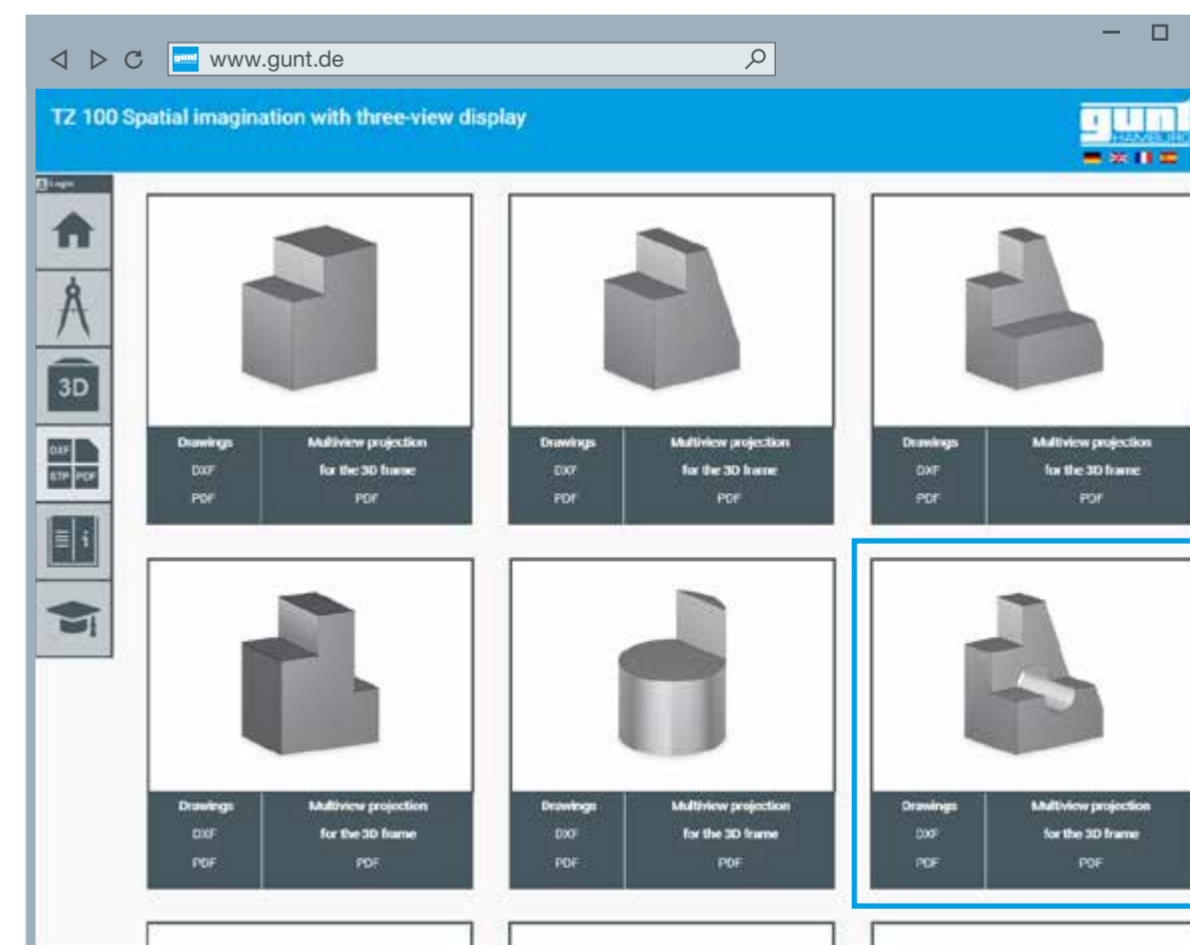 gunt www.gunt.de
TZ 100 Spatial imagination with three-view display
gunt
HAMBURG
Login
3D
DXF
STP PDF
Drawings Multiview projection
DXF for the 3D frame
PDF PDF
Drawings Multiview projection
DXF for the 3D frame
PDF PDF
Drawings Multiview projection
DXF for the 3D frame
PDF PDF
Drawings Multiview projection
DXF for the 3D frame
PDF PDF
Drawings Multiview projection
DXF for the 3D frame
PDF PDF
Drawings Multiview projection
DXF for the 3D frame
PDF PDF